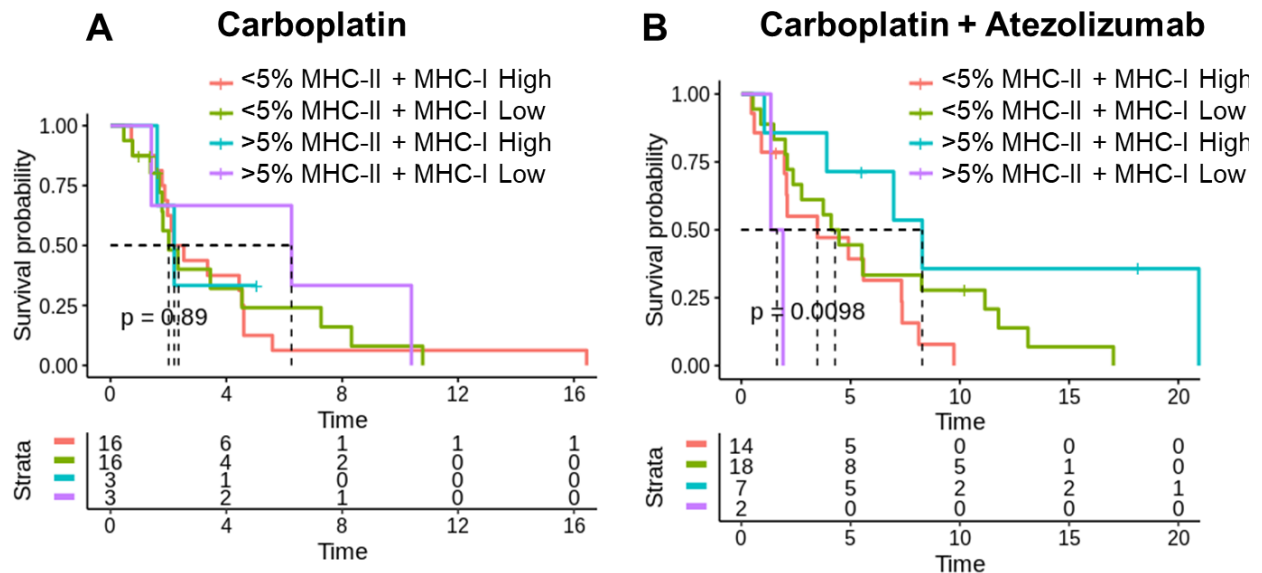 A Carboplatin
<5% MHC-II + MHC-I High
<5% MHC-II + MHC-I Low
>5% MHC-II + MHC-I High
>5% MHC-II + MHC-I Low
Survival probability
1.00
0.75
0.50
0.25
0.00
p = 0.89
0 4 8 12 16
Time
Strata
16 6 1 1 1
16 4 2 0 0
3 1 0 0 0
3 2 1 0 0
0 4 8 12 16
Time
B Carboplatin + Atezolizumab
<5% MHC-II + MHC-I High
<5% MHC-II + MHC-I Low
>5% MHC-II + MHC-I High
>5% MHC-II + MHC-I Low
Survival probability
1.00
0.75
0.50
0.25
0.00
p = 0.0098
0 5 10 15 20
Time
Strata
14 5 0 0 0
18 8 5 1 0
7 5 2 2 1
2 0 0 0 0
0 5 10 15 20
Time